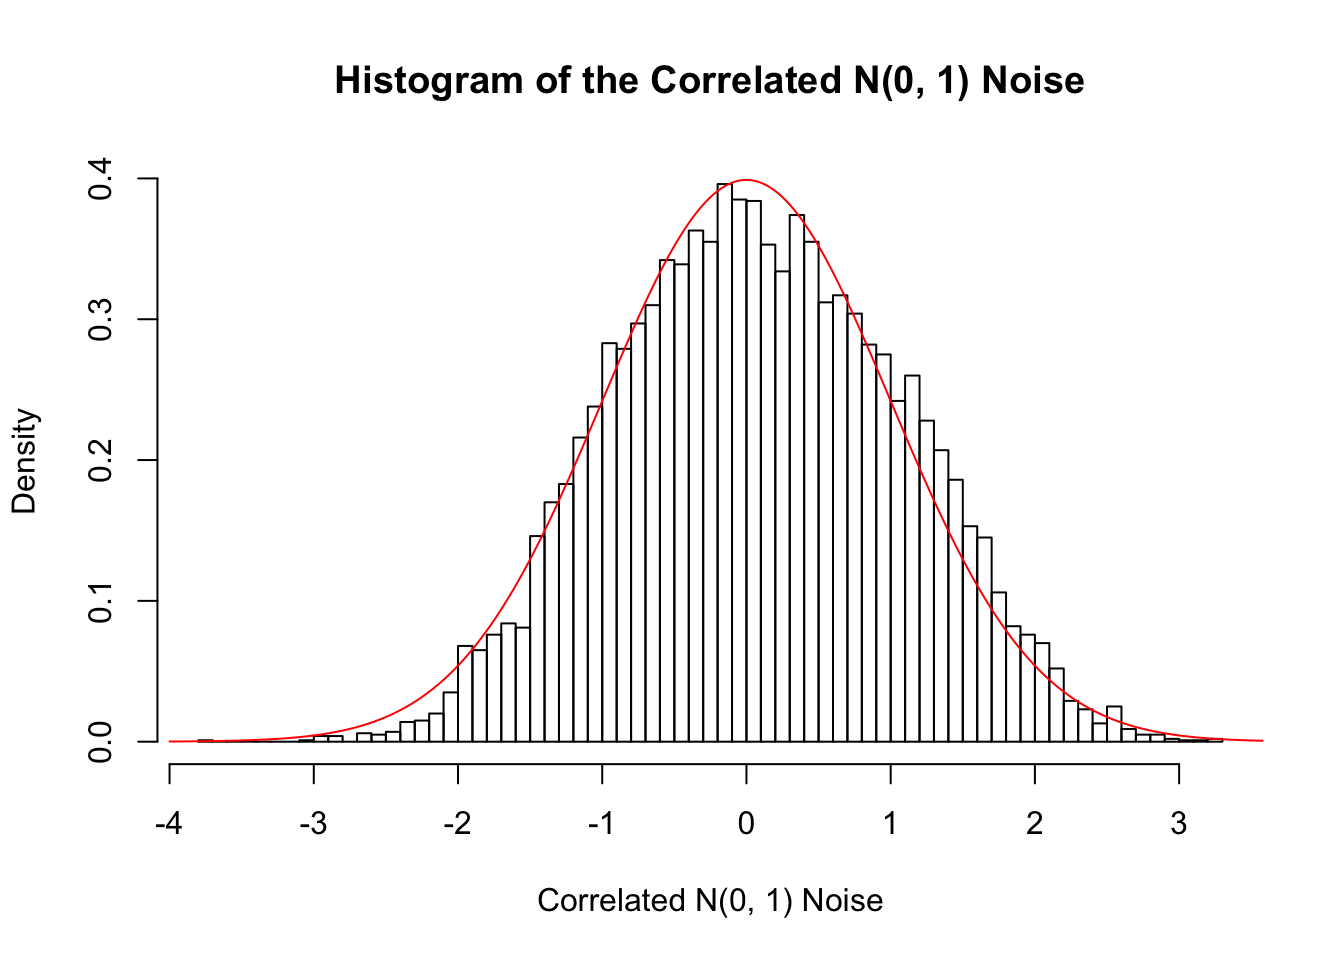 Histogram of the Correlated N(0, 1) Noise
Density
0.4
0.3
0.2
0.1
0.0
-4 -3 -2 -1 0 1 2 3
Correlated N(0, 1) Noise